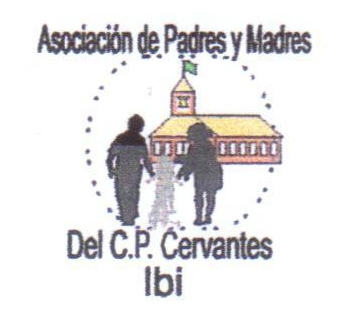 Asociación de Padres y Madres
Del C.P. Cervantes
Ibi